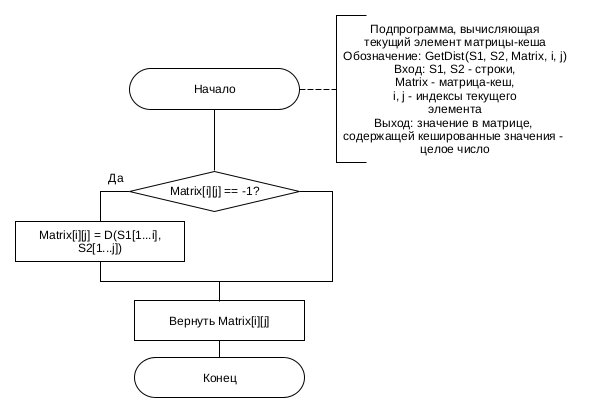 Подпрограмма, вычисляющая
текущий элемент матрицы-кеша
Обозначение: GetDist(S1, S2, Matrix, i, j)
Вход: S1, S2 - строки,
Matrix - матрица-кеш,
i, j - индексы текущего
элемента
Выход: значение в матрице,
содержащей кешированные значения -
целое число
Начало
Да
Matrix[i][j] == -1?
Matrix[i][j] = D(S1[1...i],
S2[1...j])
Вернуть Matrix[i][j]
Конец